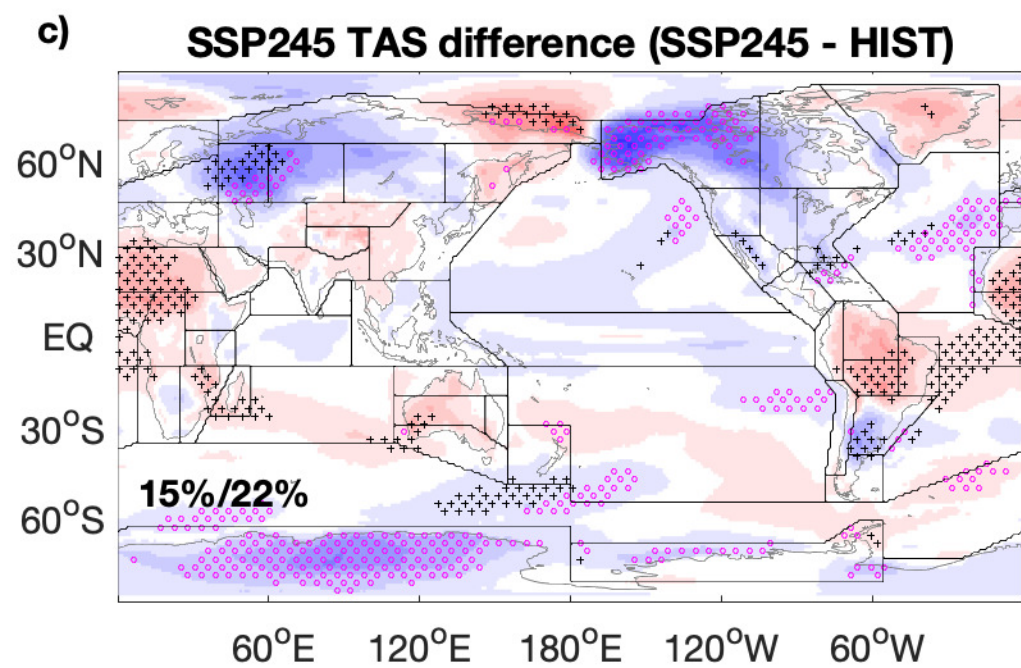 c)
SSP245 TAS difference (SSP245 - HIST)
60°N
30°N
EQ
30°S
15%/22%
60°S
60°E 120°E 180°E 120°W 60°W